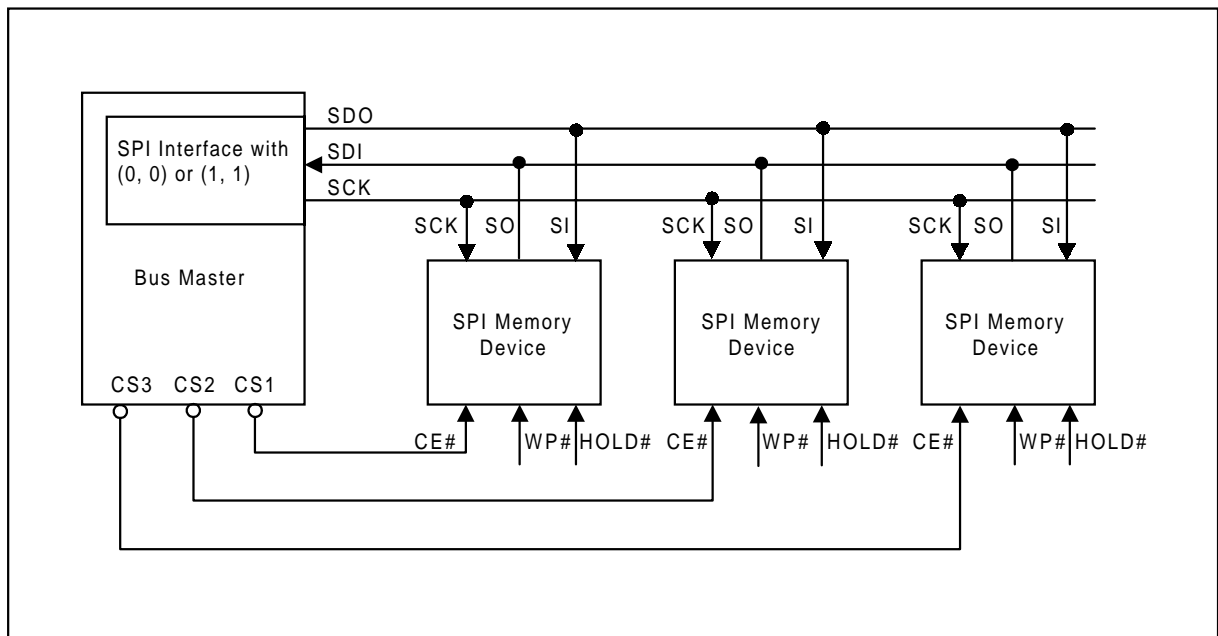 SDO
SPI Interface with
(0, 0) or (1, 1)
SDI
SCK
SCK SO SI
SCK SO SI
SCK SO SI
Bus Master
SPI Memory
Device
SPI Memory
Device
SPI Memory
Device
CS3 CS2 CS1
CE# WP# HOLD#
CE# WP# HOLD#
CE# WP# HOLD#